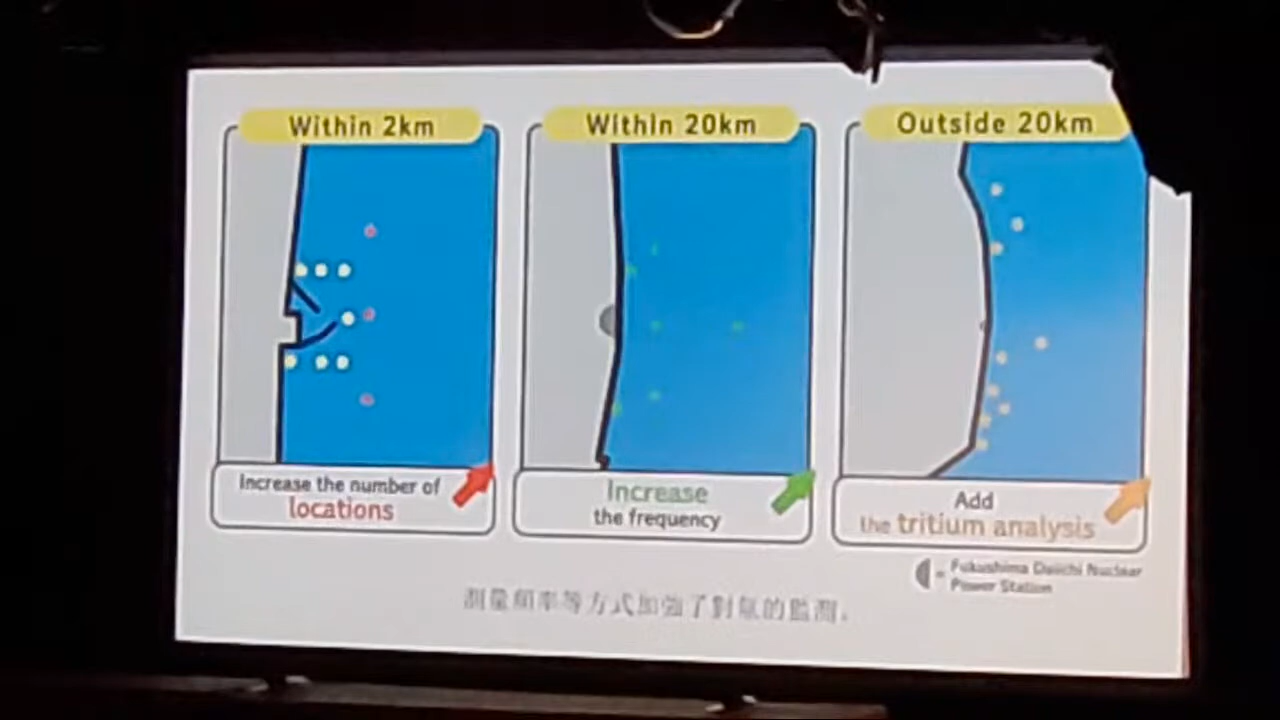 Within 2km
Within 20km
Outside 20km
Increase the number of
locations
Increase
the frequency
Add
the tritium analysis
= Fukushima Daiichi Nuclear
Power Station
測量頻率等方式加強了對氚的監測。